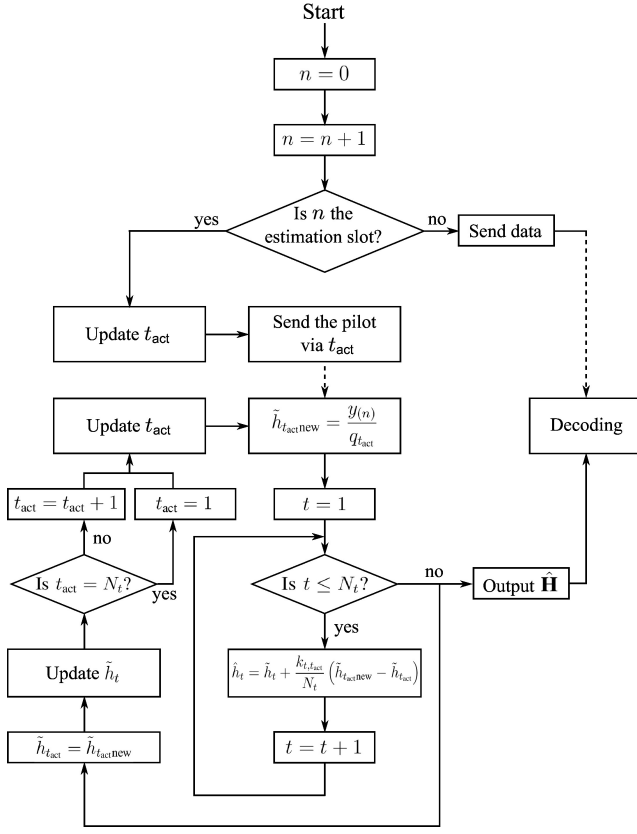 Start
n = 0
n = n + 1
Is n the
estimation slot?
yes
no
Send data
Update t_act
Send the pilot
via t_act
Update t_act
h̃_{t_act new} = y_(n) / q_{t_act}
Decoding
t_act = t_act + 1
t_act = 1
t = 1
no
Is t_act = N_t?
yes
Is t ≤ N_t?
no
Output Ĥ
yes
Update h̃_t
ĥ_t = h̃_t + k_{t,t_act} / N_t (h̃_{t_act new} − h̃_{t_act})
h̃_{t_act} = h̃_{t_act new}
t = t + 1